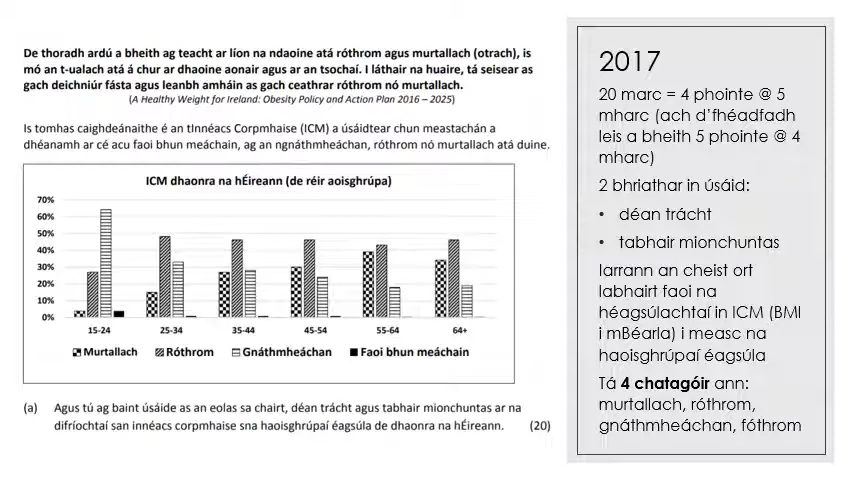 De thoradh ardú a bheith ag teacht ar líon na ndaoine atá róthrom agus murtallach (otrach), is
mó an t-ualach atá á chur ar dhaoine aonair agus ar an tsochaí. I láthair na huaire, tá seisear as
gach deichniúr fásta agus leanbh amháin as gach ceathrar róthrom nó murtallach.
(A Healthy Weight for Ireland: Obesity Policy and Action Plan 2016 – 2025)
Is tomhas caighdeánaithe é an tInnéacs Corpmhaise (ICM) a úsáidtear chun meastachán a
dhéanamh ar cé acu faoi bhun meáchain, ag an ngnáthmheáchan, róthrom nó murtallach atá duine.
ICM dhaonra na hÉireann (de réir aoisghrúpa)
70%
60%
50%
40%
30%
20%
10%
0%
15-24 25-34 35-44 45-54 55-64 64+
Murtallach Róthrom Gnáthmheáchan Faoi bhun meáchain
(a) Agus tú ag baint úsáide as an eolas sa chairt, déan trácht agus tabhair mionchuntas ar na
difríochtaí san innéacs corpmhaise sna haoisghrúpaí éagsúla de dhaonra na hÉireann. (20)
2017
20 marc = 4 phointe @ 5
mharc (ach d'fhéadfadh
leis a bheith 5 phointe @ 4
mharc)
2 bhriathar in úsáid:
• déan trácht
• tabhair mionchuntas
Iarrann an cheist ort
labhairt faoi na
héagsúlachtaí in ICM (BMI
i mBéarla) i measc na
haoisghrúpaí éagsúla
Tá 4 chatagóir ann:
murtallach, róthrom,
gnáthmheáchan, fóthrom